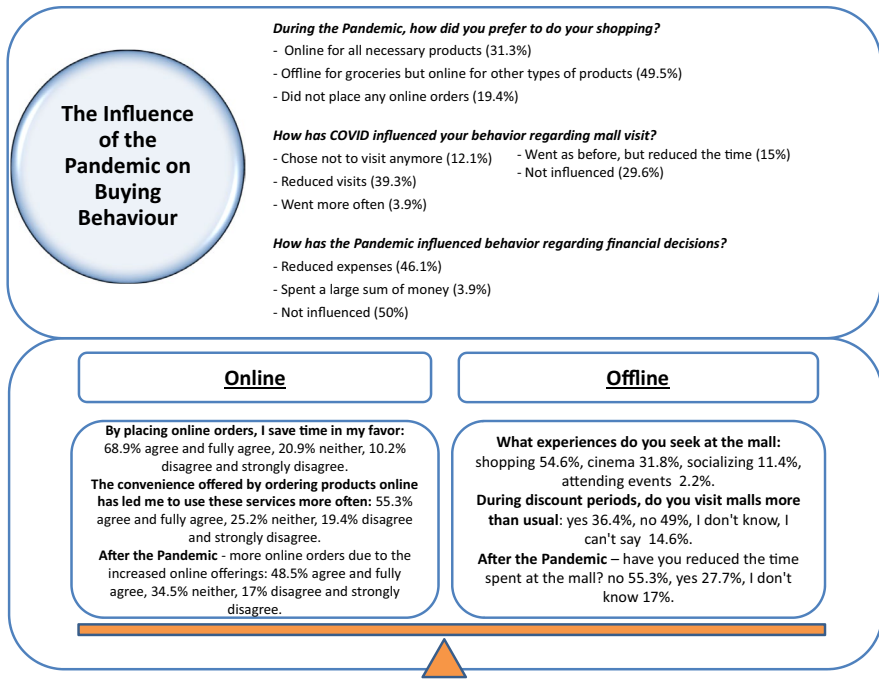 The Influence
of the
Pandemic on
Buying
Behaviour
During the Pandemic, how did you prefer to do your shopping?
- Online for all necessary products (31.3%)
- Offline for groceries but online for other types of products (49.5%)
- Did not place any online orders (19.4%)
How has COVID influenced your behavior regarding mall visit?
- Chose not to visit anymore (12.1%)
- Reduced visits (39.3%)
- Went more often (3.9%)
- Went as before, but reduced the time (15%)
- Not influenced (29.6%)
How has the Pandemic influenced behavior regarding financial decisions?
- Reduced expenses (46.1%)
- Spent a large sum of money (3.9%)
- Not influenced (50%)
Online
By placing online orders, I save time in my favor:
68.9% agree and fully agree, 20.9% neither, 10.2%
disagree and strongly disagree.
The convenience offered by ordering products online
has led me to use these services more often: 55.3%
agree and fully agree, 25.2% neither, 19.4% disagree
and strongly disagree.
After the Pandemic - more online orders due to the
increased online offerings: 48.5% agree and fully
agree, 34.5% neither, 17% disagree and strongly
disagree.
Offline
What experiences do you seek at the mall:
shopping 54.6%, cinema 31.8%, socializing 11.4%,
attending events 2.2%.
During discount periods, do you visit malls more
than usual: yes 36.4%, no 49%, I don't know, I
can't say 14.6%.
After the Pandemic – have you reduced the time
spent at the mall? no 55.3%, yes 27.7%, I don't
know 17%.